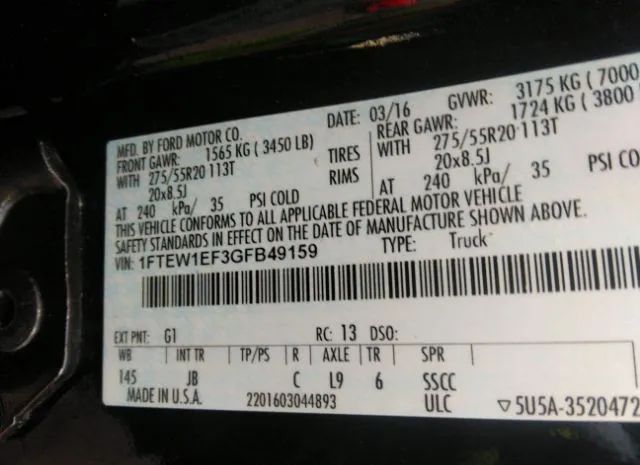 MFD. BY FORD MOTOR CO.
DATE: 03/16 GVWR: 3175 KG ( 7000
FRONT GAWR: 1565 KG ( 3450 LB) REAR GAWR: 1724 KG ( 3800
WITH 275/55R20 113T TIRES WITH 275/55R20 113T
20x8.5J RIMS 20x8.5J
AT 240 kPa/ 35 PSI COLD AT 240 kPa/ 35 PSI COL
THIS VEHICLE CONFORMS TO ALL APPLICABLE FEDERAL MOTOR VEHICLE
SAFETY STANDARDS IN EFFECT ON THE DATE OF MANUFACTURE SHOWN ABOVE.
VIN: 1FTEW1EF3GFB49159 TYPE: Truck
EXT PNT: G1 RC: 13 DSO:
WB INT TR TP/PS R AXLE TR SPR
145 JB C L9 6 SSCC
MADE IN U.S.A. 2201603044893 ULC ▽5U5A-3520472